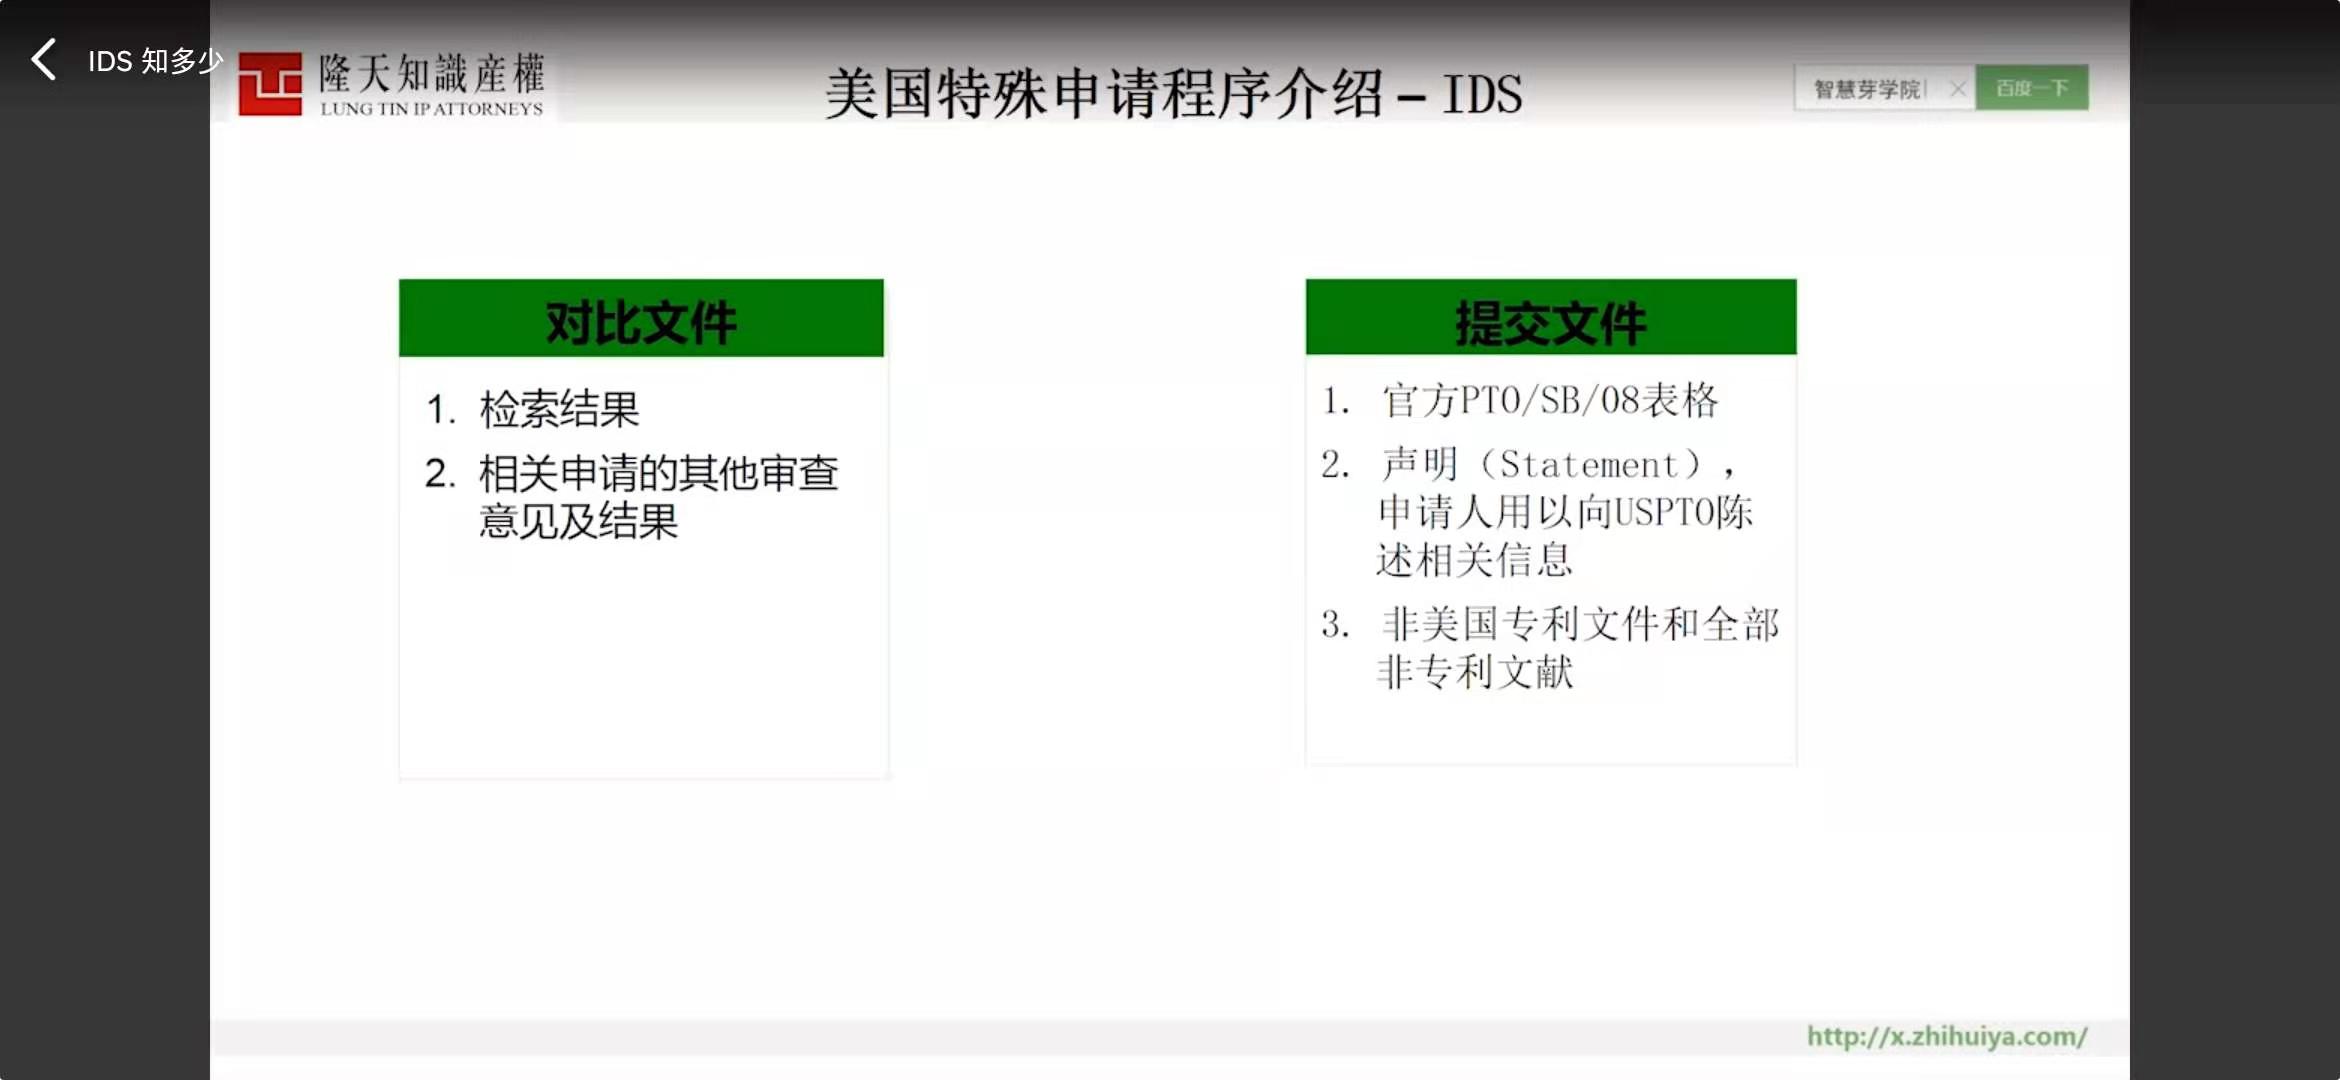 IDS 知多少
隆天知識産權
LUNG TIN IP ATTORNEYS
美国特殊申请程序介绍 – IDS
智慧芽学院
百度一下
对比文件
1. 检索结果
2. 相关申请的其他审查
意见及结果
提交文件
1. 官方PTO/SB/08表格
2. 声明（Statement），
申请人用以向USPTO陈
述相关信息
3. 非美国专利文件和全部
非专利文献
http://x.zhihuiya.com/